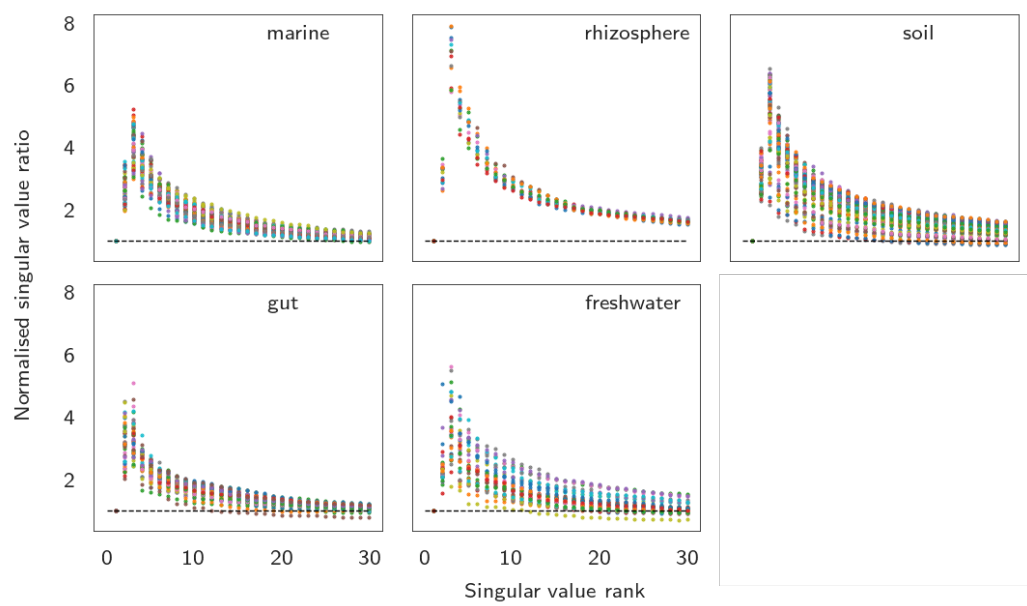 marine
rhizosphere
soil
8
6
4
2
gut
freshwater
8
6
4
2
0
10
20
30
0
10
20
30
Normalised singular value ratio
Singular value rank